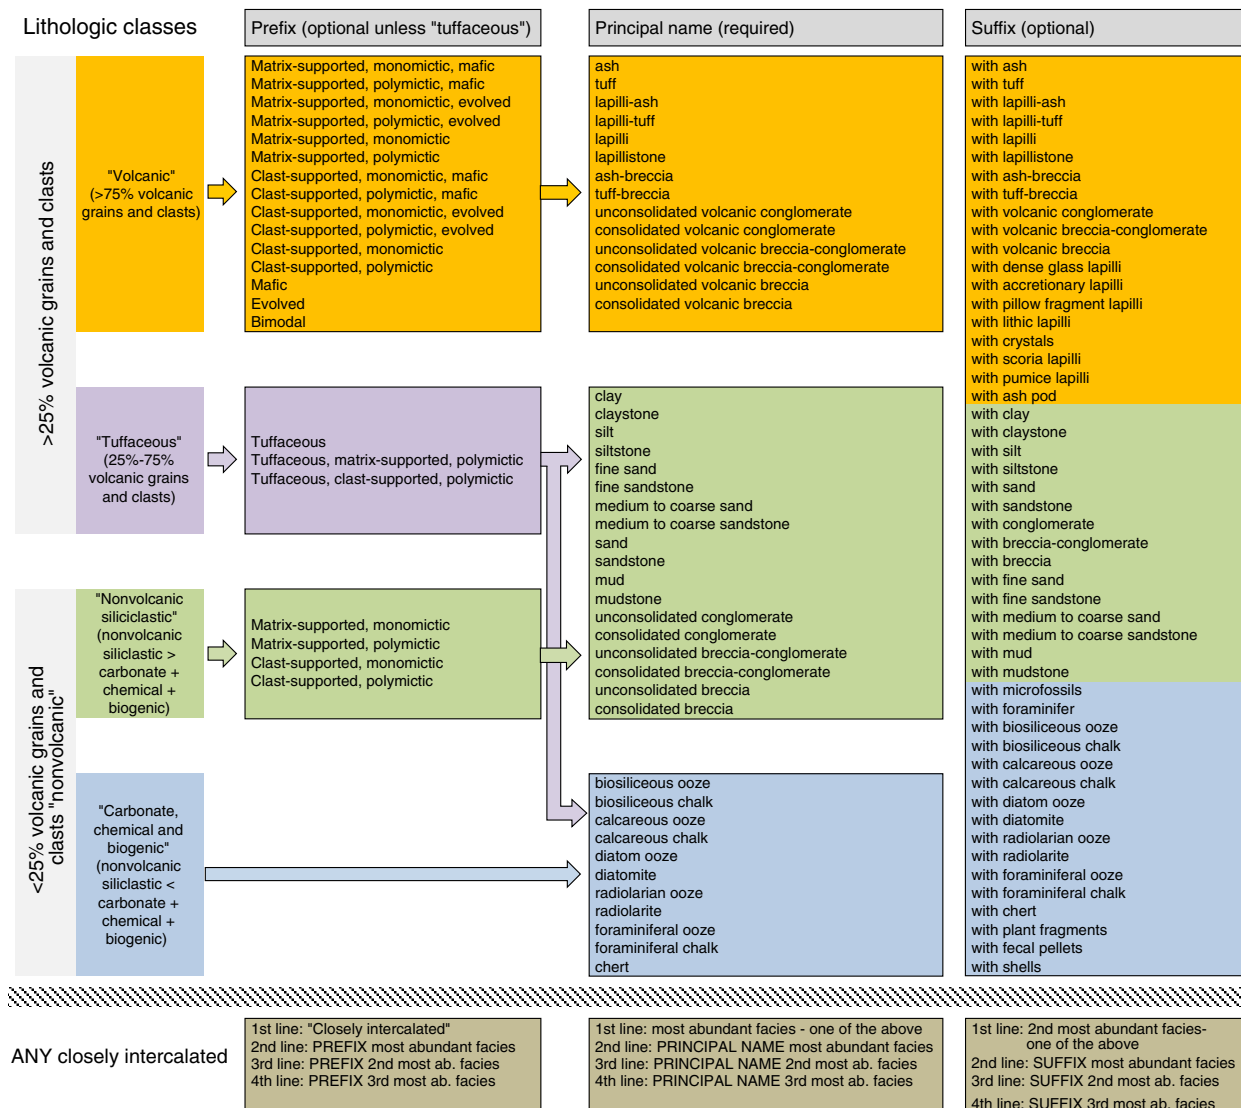 Lithologic classes
Prefix (optional unless "tuffaceous")
Principal name (required)
Suffix (optional)
>25% volcanic grains and clasts
"Volcanic"
(>75% volcanic
grains and clasts)
Matrix-supported, monomictic, mafic
Matrix-supported, polymictic, mafic
Matrix-supported, monomictic, evolved
Matrix-supported, polymictic, evolved
Matrix-supported, monomictic
Matrix-supported, polymictic
Clast-supported, monomictic, mafic
Clast-supported, polymictic, mafic
Clast-supported, monomictic, evolved
Clast-supported, polymictic, evolved
Clast-supported, monomictic
Clast-supported, polymictic
Mafic
Evolved
Bimodal
ash
tuff
lapilli-ash
lapilli-tuff
lapilli
lapillistone
ash-breccia
tuff-breccia
unconsolidated volcanic conglomerate
consolidated volcanic conglomerate
unconsolidated volcanic breccia-conglomerate
consolidated volcanic breccia-conglomerate
unconsolidated volcanic breccia
consolidated volcanic breccia
with ash
with tuff
with lapilli-ash
with lapilli-tuff
with lapilli
with lapillistone
with ash-breccia
with tuff-breccia
with volcanic conglomerate
with volcanic breccia-conglomerate
with volcanic breccia
with dense glass lapilli
with accretionary lapilli
with pillow fragment lapilli
with lithic lapilli
with crystals
with scoria lapilli
with pumice lapilli
with ash pod
"Tuffaceous"
(25%-75%
volcanic grains
and clasts)
Tuffaceous
Tuffaceous, matrix-supported, polymictic
Tuffaceous, clast-supported, polymictic
clay
claystone
silt
siltstone
fine sand
fine sandstone
medium to coarse sand
medium to coarse sandstone
sand
sandstone
mud
mudstone
unconsolidated conglomerate
consolidated conglomerate
unconsolidated breccia-conglomerate
consolidated breccia-conglomerate
unconsolidated breccia
consolidated breccia
with clay
with claystone
with silt
with siltstone
with sand
with sandstone
with conglomerate
with breccia-conglomerate
with breccia
with fine sand
with fine sandstone
with medium to coarse sand
with medium to coarse sandstone
with mud
with mudstone
<25% volcanic grains and
clasts "nonvolcanic"
"Nonvolcanic
siliciclastic"
(nonvolcanic
siliclastic >
carbonate +
chemical +
biogenic)
Matrix-supported, monomictic
Matrix-supported, polymictic
Clast-supported, monomictic
Clast-supported, polymictic
"Carbonate,
chemical and
biogenic"
(nonvolcanic
siliclastic <
carbonate +
chemical +
biogenic)
biosiliceous ooze
biosiliceous chalk
calcareous ooze
calcareous chalk
diatom ooze
diatomite
radiolarian ooze
radiolarite
foraminiferal ooze
foraminiferal chalk
chert
with microfossils
with foraminifer
with biosiliceous ooze
with biosiliceous chalk
with calcareous ooze
with calcareous chalk
with diatom ooze
with diatomite
with radiolarian ooze
with radiolarite
with foraminiferal ooze
with foraminiferal chalk
with chert
with plant fragments
with fecal pellets
with shells
ANY closely intercalated
1st line: "Closely intercalated"
2nd line: PREFIX most abundant facies
3rd line: PREFIX 2nd most ab. facies
4th line: PREFIX 3rd most ab. facies
1st line: most abundant facies - one of the above
2nd line: PRINCIPAL NAME most abundant facies
3rd line: PRINCIPAL NAME 2nd most ab. facies
4th line: PRINCIPAL NAME 3rd most ab. facies
1st line: 2nd most abundant facies-
one of the above
2nd line: SUFFIX most abundant facies
3rd line: SUFFIX 2nd most ab. facies
4th line: SUFFIX 3rd most ab. facies